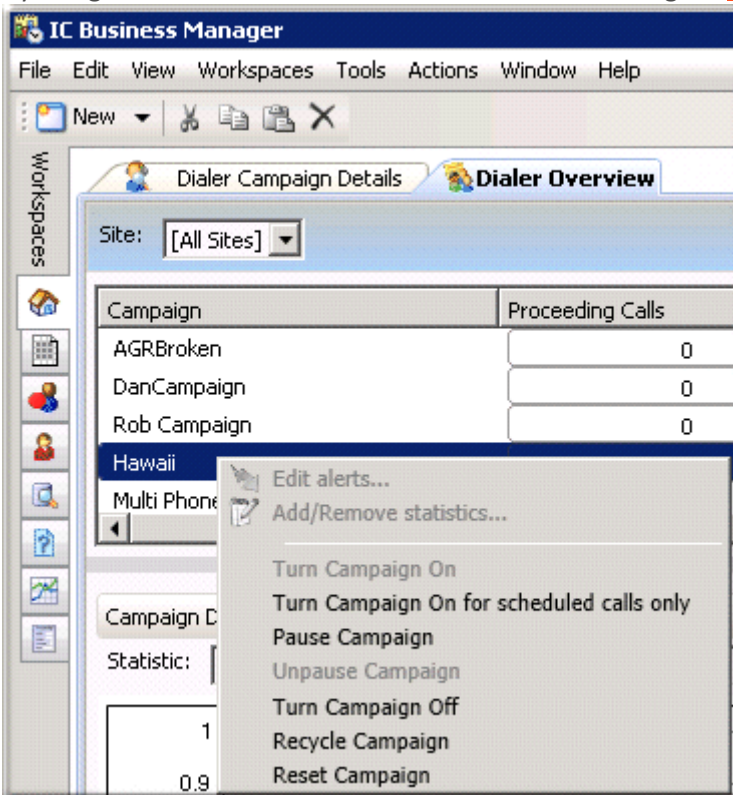 IC Business Manager
File Edit View Workspaces Tools Actions Window Help
New
Workspaces
Dialer Campaign Details Dialer Overview
Site: [All Sites]
Campaign Proceeding Calls
AGRBroken 0
DanCampaign 0
Rob Campaign 0
Hawaii
Multi Phone
Edit alerts...
Add/Remove statistics...
Turn Campaign On
Turn Campaign On for scheduled calls only
Pause Campaign
Unpause Campaign
Turn Campaign Off
Recycle Campaign
Reset Campaign
Campaign D
Statistic:
1
0.9